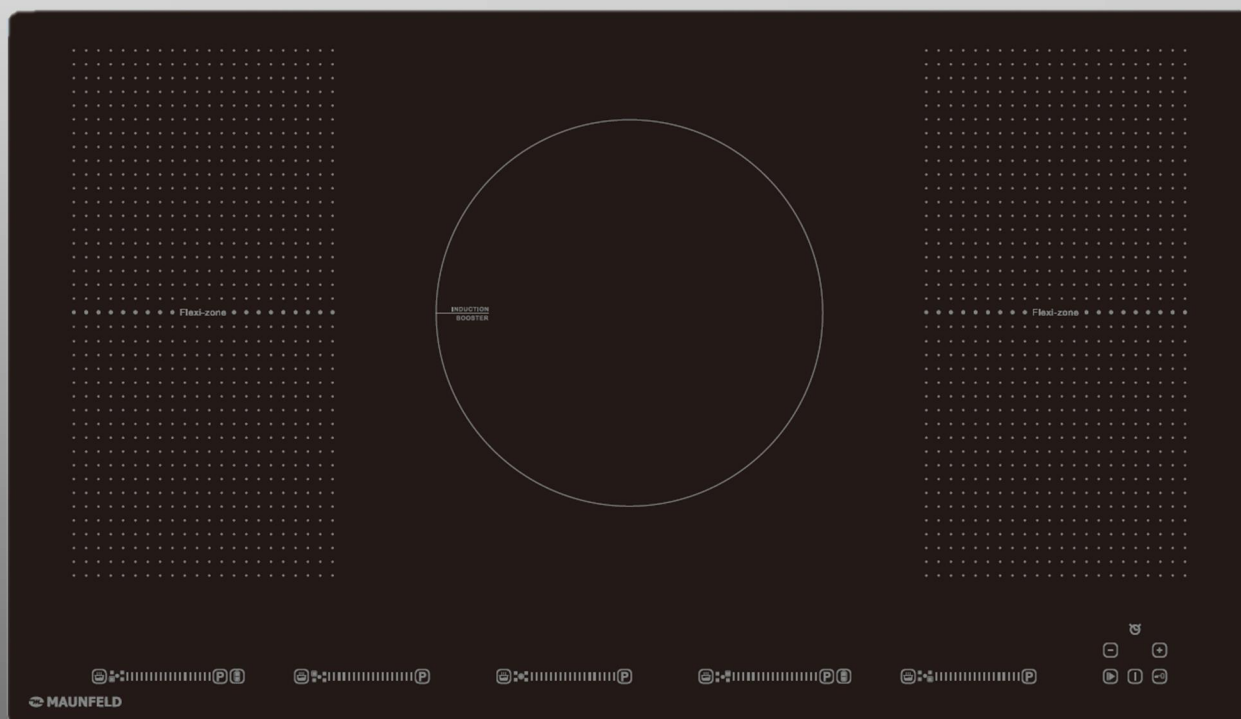 Flexi-zone
INDUCTION
BOOSTER
Flexi-zone
P
P
P
P
P
MAUNFELD